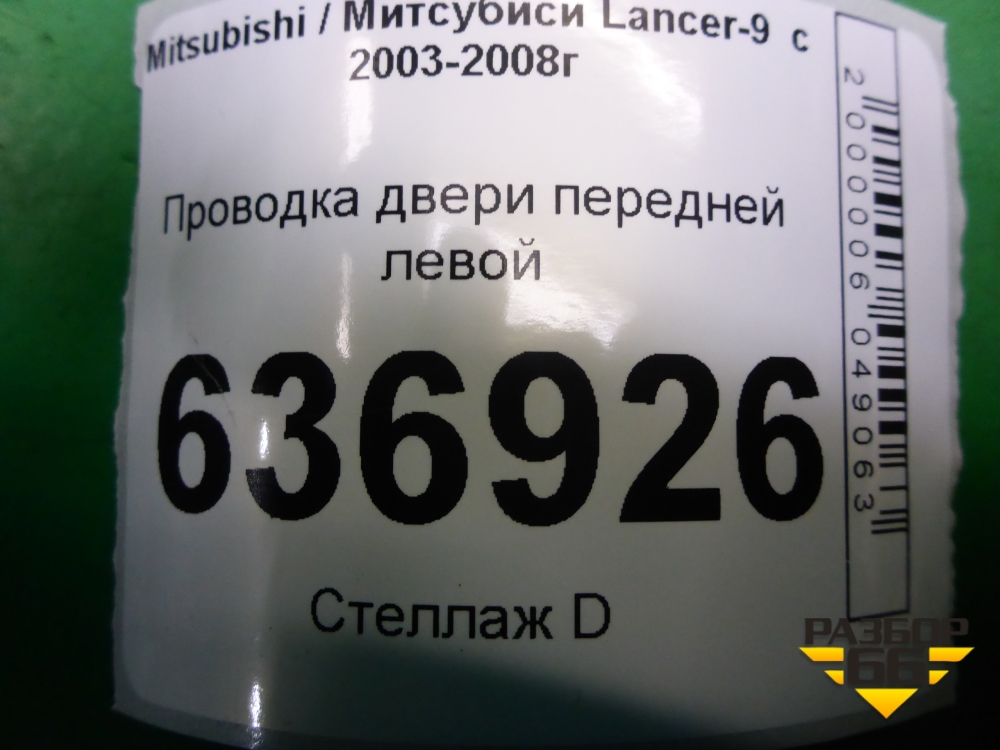 Mitsubishi / Митсубиси Lancer-9 с
2003-2008г
Проводка двери передней
левой
636926
Стеллаж D
2000006049063
РАЗБОР
66